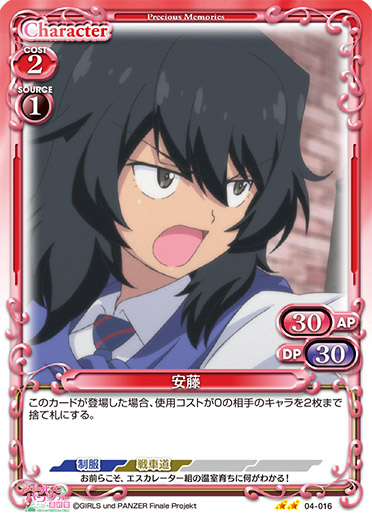 Precious Memories
Character
COST
2
SOURCE
1
30 AP
DP 30
安藤
このカードが登場した場合、使用コストが0の相手のキャラを2枚まで
捨て札にする。
制服 戦車道
お前らこそ、エスカレーター組の温室育ちに何がわかる!
©GIRLS und PANZER Finale Projekt
04-016